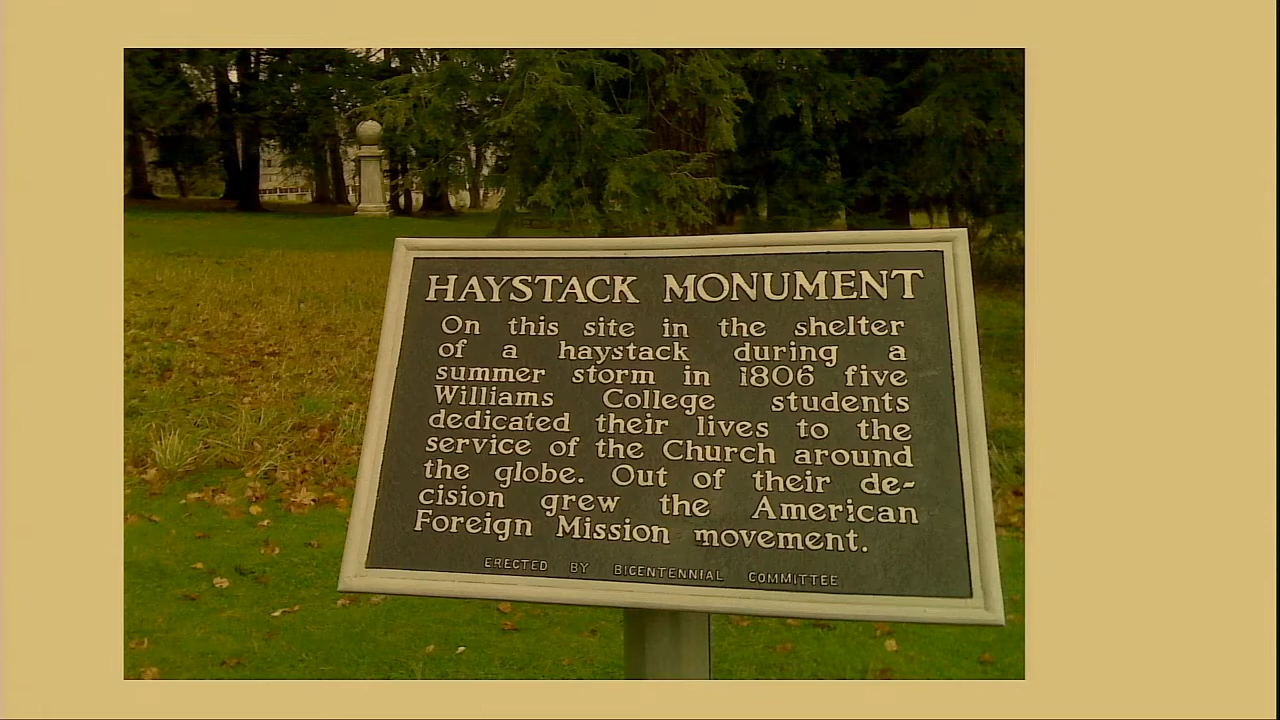 HAYSTACK MONUMENT
On this site in the shelter
of a haystack during a
summer storm in 1806 five
Williams College students
dedicated their lives to the
service of the Church around
the globe. Out of their de-
cision grew the American
Foreign Mission movement.
ERECTED BY BICENTENNIAL COMMITTEE